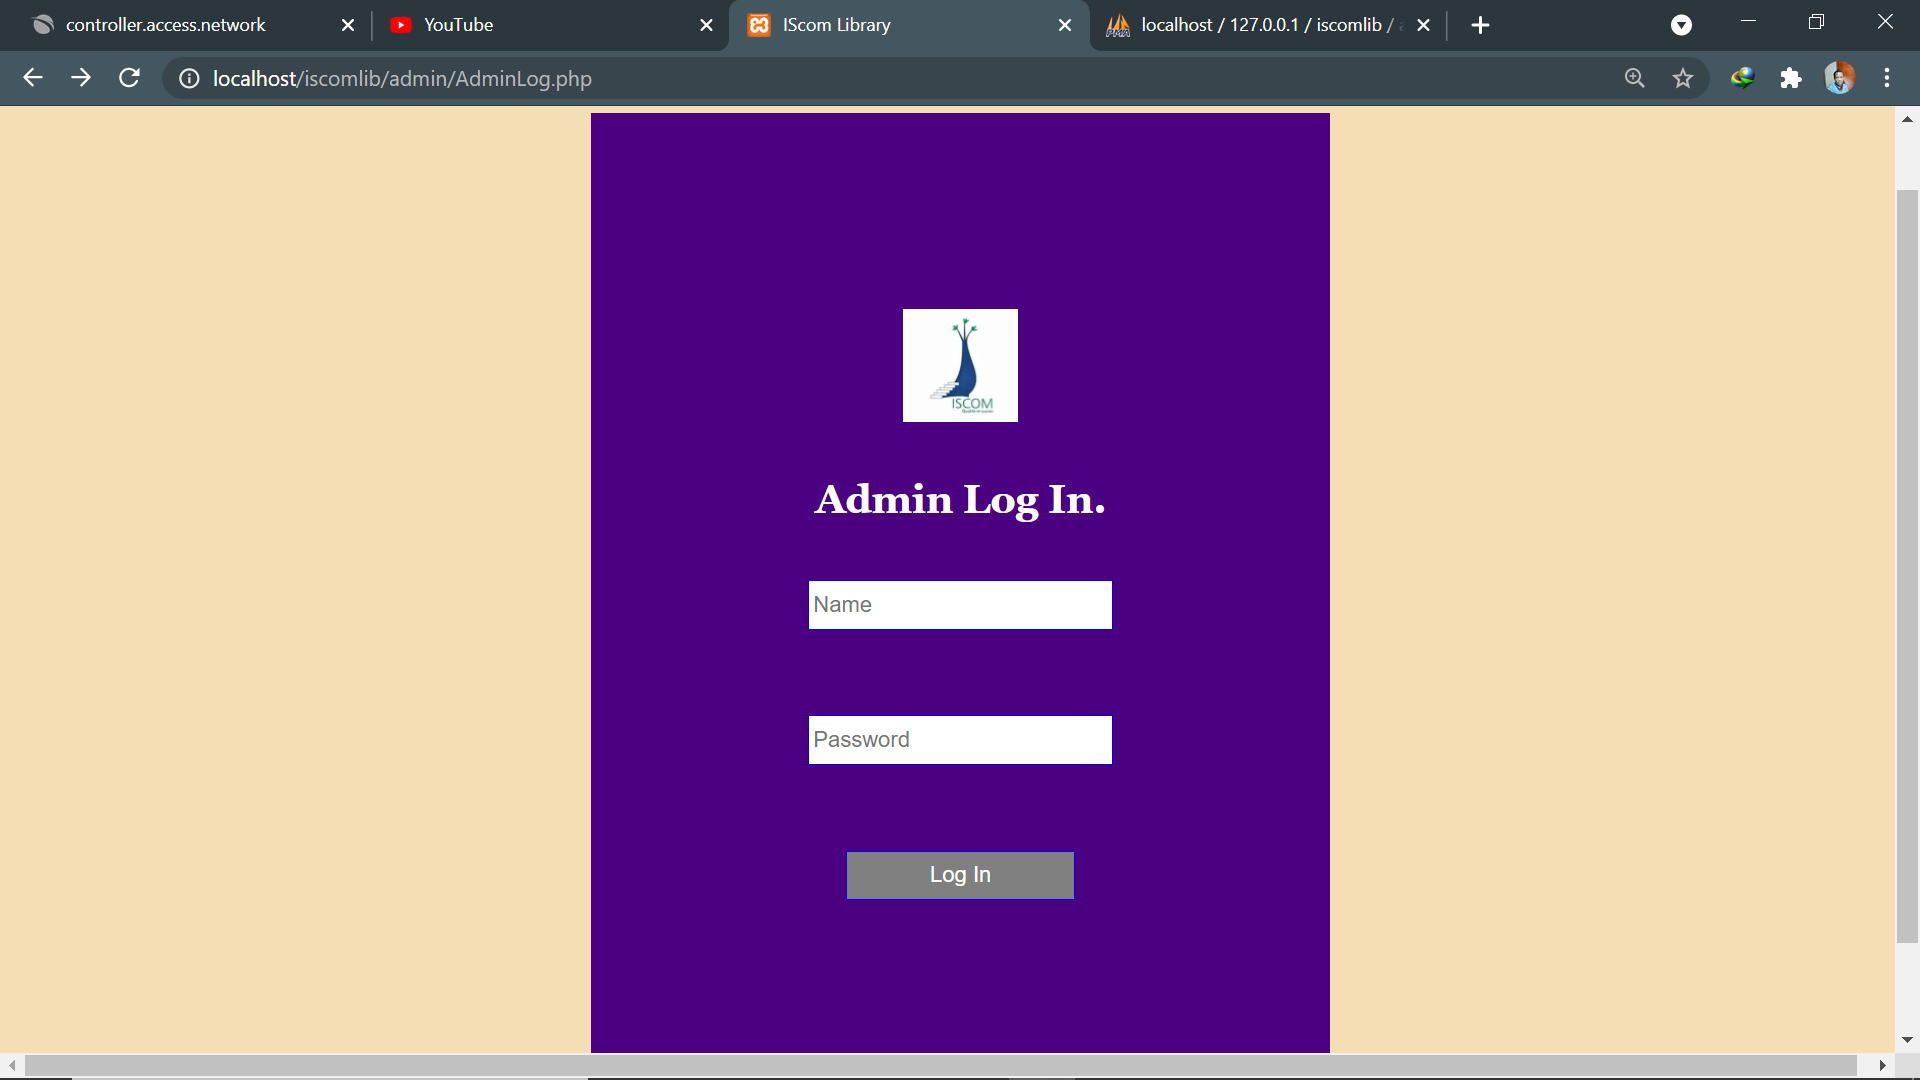 controller.access.network
YouTube
IScom Library
localhost / 127.0.0.1 / iscomlib /
localhost/iscomlib/admin/AdminLog.php
ISCOM
Admin Log In.
Name
Password
Log In